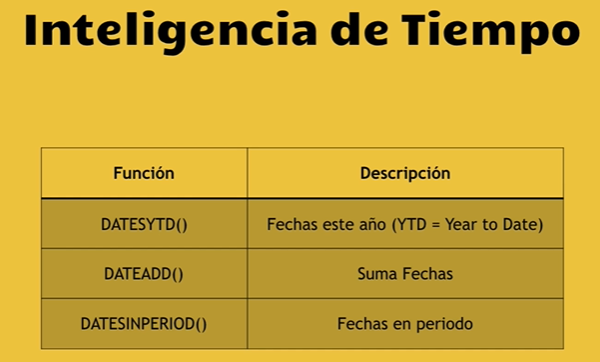 Inteligencia de Tiempo
Función Descripción
DATESYTD() Fechas este año (YTD = Year to Date)
DATEADD() Suma Fechas
DATESINPERIOD() Fechas en periodo